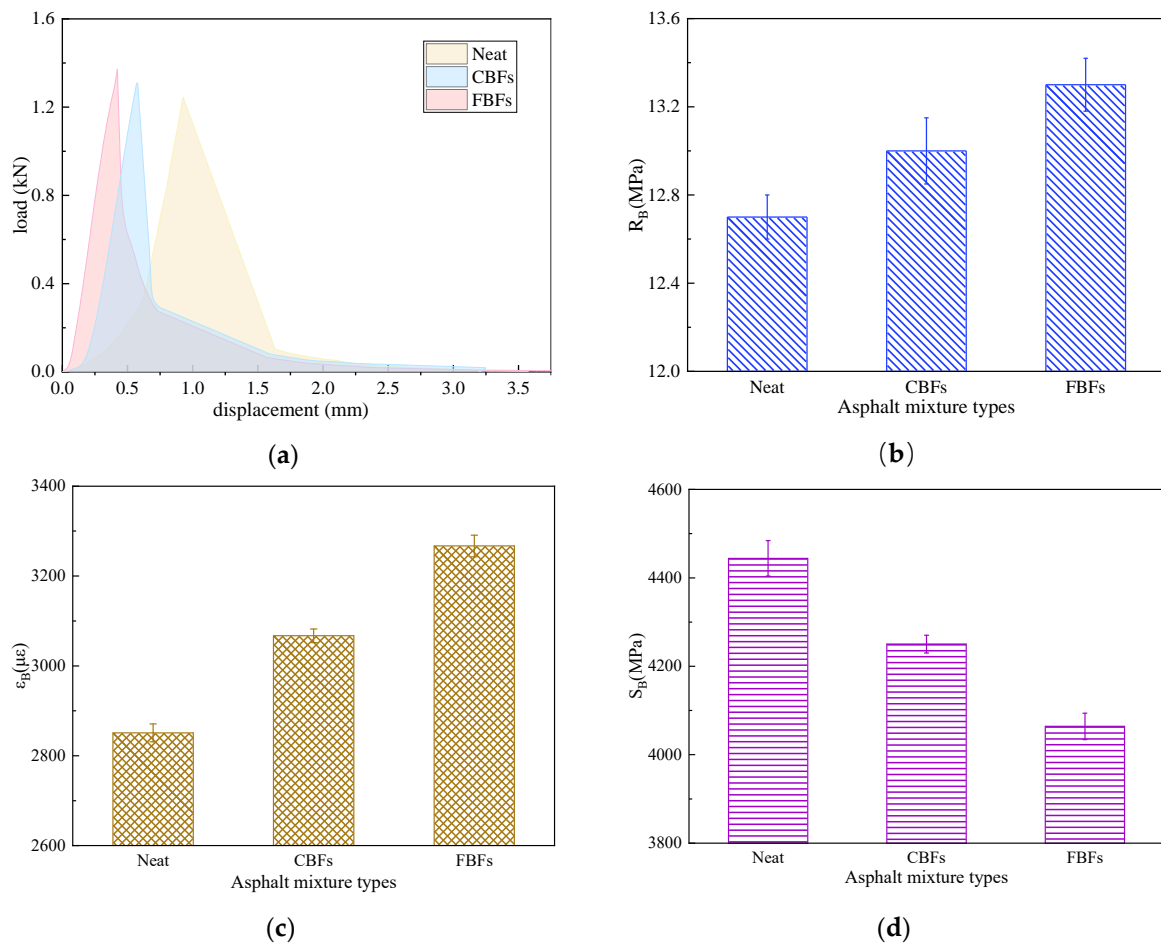 1.6
1.2
0.8
0.4
0.0
load (kN)
Neat
CBFs
FBFs
0.0 0.5 1.0 1.5 2.0 2.5 3.0 3.5
displacement (mm)
(a)
13.6
13.2
12.8
12.4
12.0
R_B(MPa)
Neat CBFs FBFs
Asphalt mixture types
(b)
3400
3200
3000
2800
2600
ε_B(με)
Neat CBFs FBFs
Asphalt mixture types
(c)
4600
4400
4200
4000
3800
S_B(MPa)
Neat CBFs FBFs
Asphalt mixture types
(d)